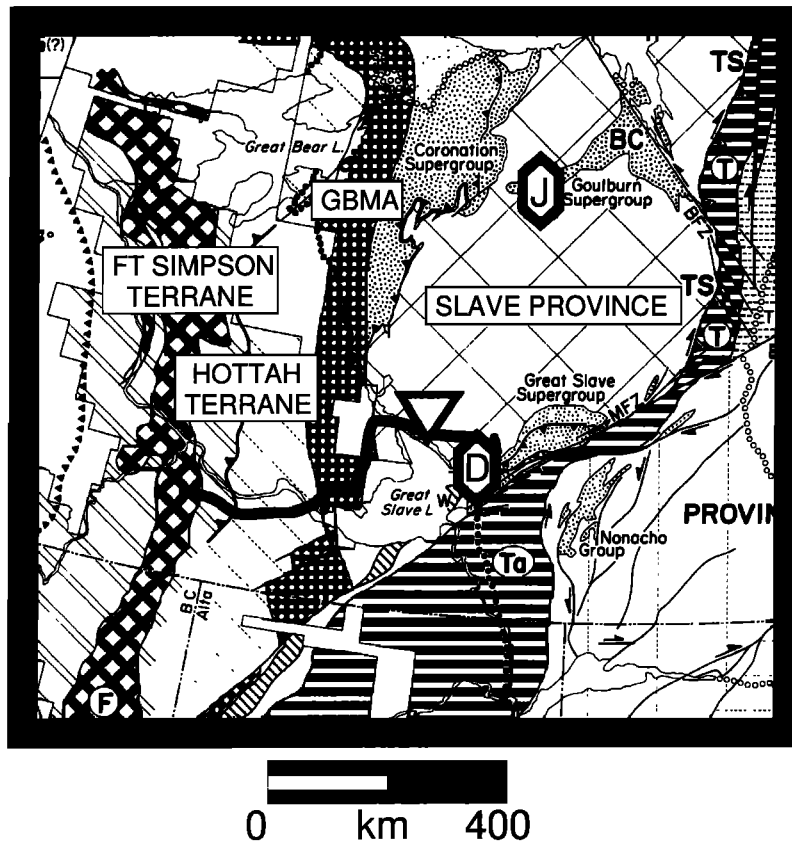 (?)
TS
Great Bear L.
Coronation
Supergroup
BC
T
J
Goulburn
Supergroup
GBMA
BFZ
FT SIMPSON
TERRANE
SLAVE PROVINCE
TS
T
HOTTAH
TERRANE
Great Slave
Supergroup
MFZ
D
Great
Slave L
W
PROVIN
Nonacho
Group
Ta
B C
Alta
F
0 km 400